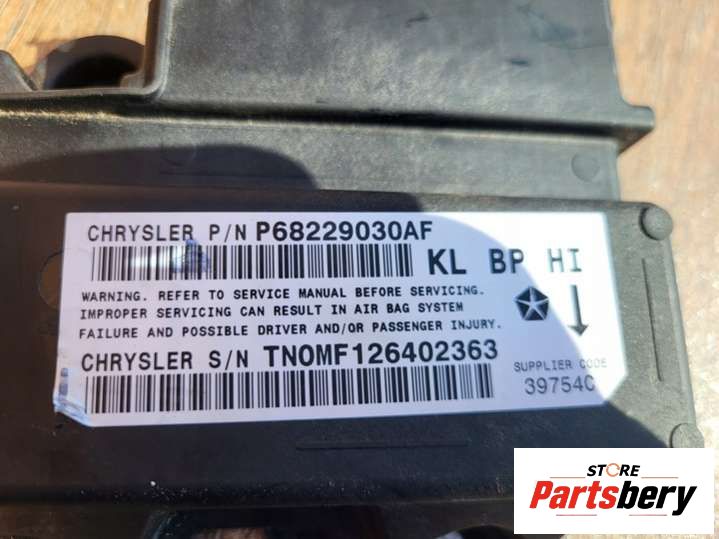 CHRYSLER P/N P68229030AF
KL BP HI
WARNING. REFER TO SERVICE MANUAL BEFORE SERVICING.
IMPROPER SERVICING CAN RESULT IN AIR BAG SYSTEM
FAILURE AND POSSIBLE DRIVER AND/OR PASSENGER INJURY.
CHRYSLER S/N TNOMF126402363
SUPPLIER CODE
39754C
STORE
Partsbery